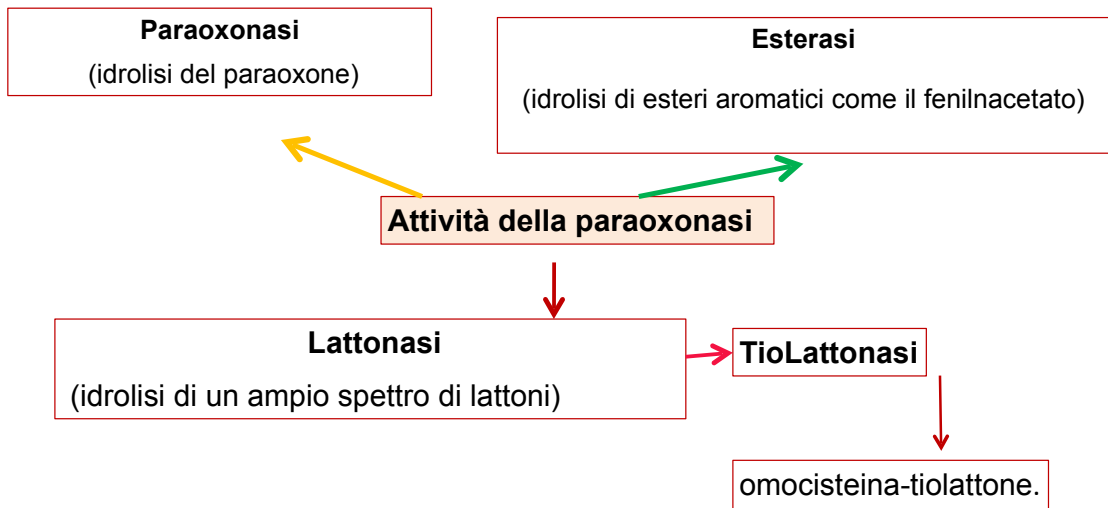 Paraoxonasi
(idrolisi del paraoxone)
Esterasi
(idrolisi di esteri aromatici come il fenilnacetato)
Attività della paraoxonasi
Lattonasi
(idrolisi di un ampio spettro di lattoni)
TioLattonasi
omocisteina-tiolattone.